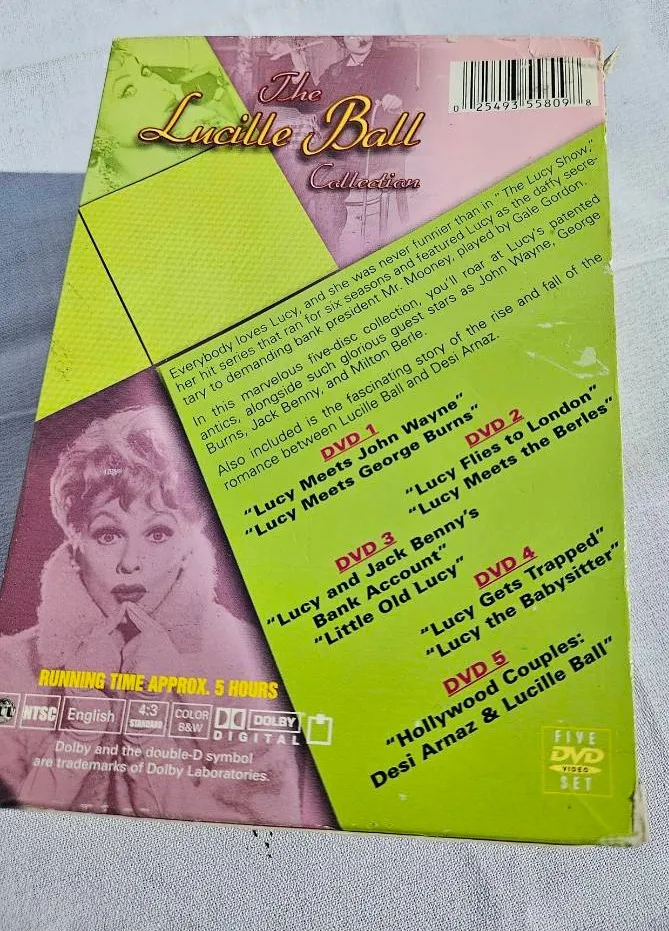 The
Lucille Ball
Collection
0 25493 55809 8
Everybody loves Lucy, and she was never funnier than in "The Lucy Show,"
her hit series that ran for six seasons and featured Lucy as the daffy secre-
tary to demanding bank president Mr. Mooney, played by Gale Gordon.
In this marvelous five-disc collection, you'll roar at Lucy's patented
antics, alongside such glorious guest stars as John Wayne, George
Burns, Jack Benny, and Milton Berle.
Also included is the fascinating story of the rise and fall of the
romance between Lucille Ball and Desi Arnaz.
DVD 1
"Lucy Meets John Wayne"
"Lucy Meets George Burns"
DVD 2
"Lucy Flies to London"
"Lucy Meets the Berles"
DVD 3
"Lucy and Jack Benny's
Bank Account"
"Little Old Lucy"
DVD 4
"Lucy Gets Trapped"
"Lucy the Babysitter"
DVD 5
"Hollywood Couples:
Desi Arnaz & Lucille Ball"
RUNNING TIME APPROX. 5 HOURS
NTSC
English
4:3
STANDARD
COLOR
B&W
DOLBY
DIGITAL
Dolby and the double-D symbol
are trademarks of Dolby Laboratories.
FIVE
DVD
VIDEO
SET